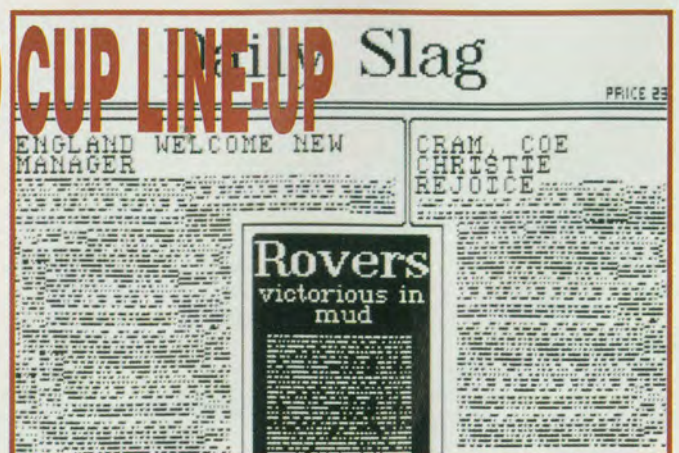 CUP LINE-UP
Daily Slag
PRICE 23
ENGLAND WELCOME NEW
MANAGER
CRAM, COE
CHRISTIE
REJOICE
Rovers
victorious in
mud